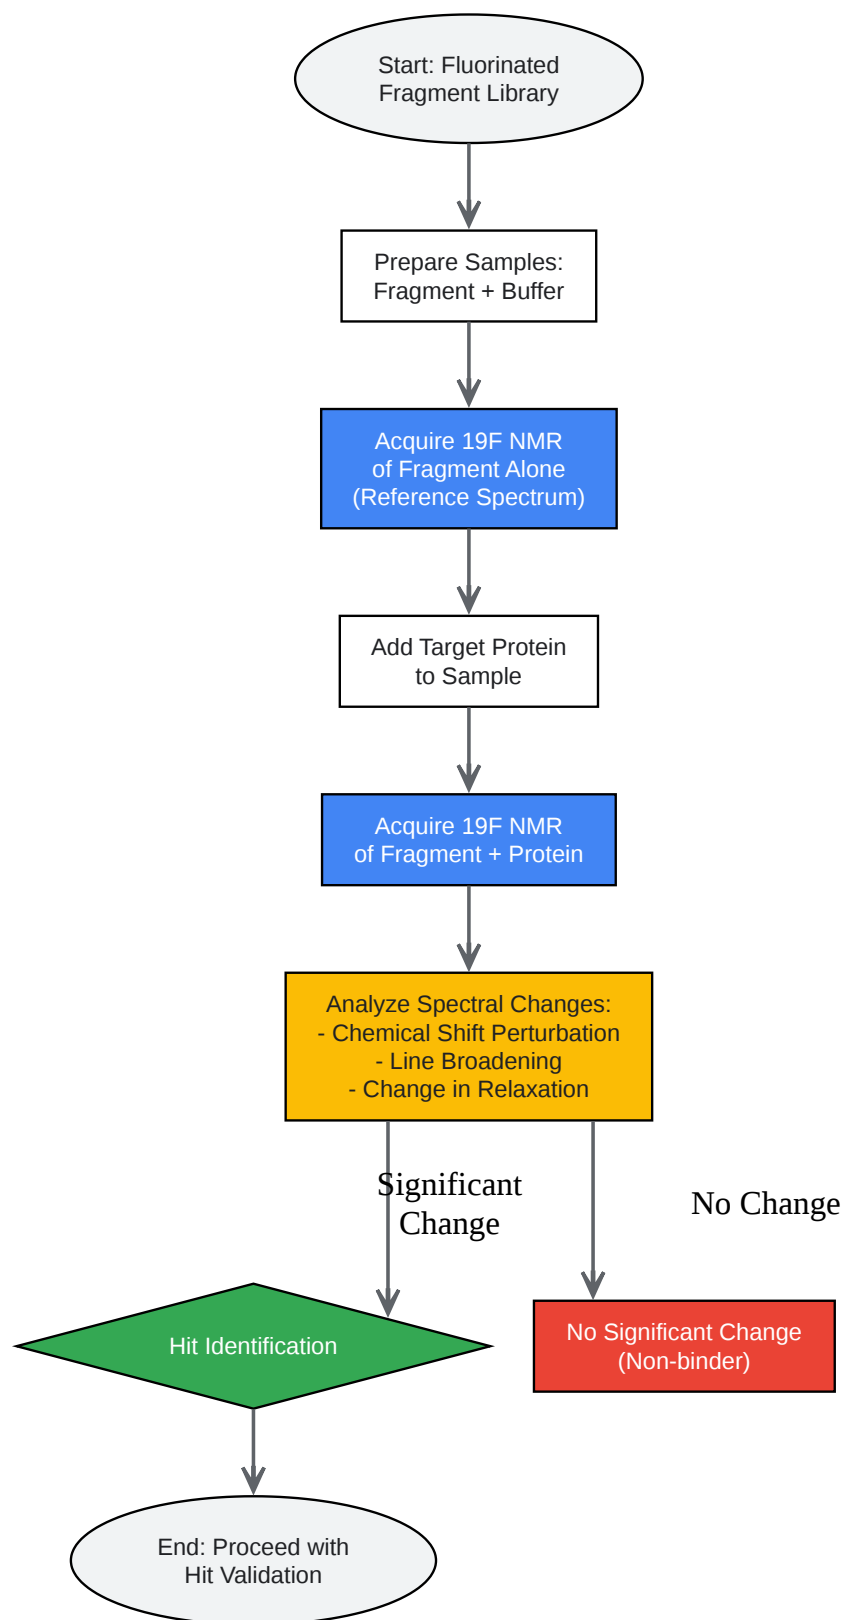 Start: Fluorinated
Fragment Library
Prepare Samples:
Fragment + Buffer
Acquire 19F NMR
of Fragment Alone
(Reference Spectrum)
Add Target Protein
to Sample
Acquire 19F NMR
of Fragment + Protein
Analyze Spectral Changes:
- Chemical Shift Perturbation
- Line Broadening
- Change in Relaxation
Significant
Change
No Change
Hit Identification
No Significant Change
(Non-binder)
End: Proceed with
Hit Validation